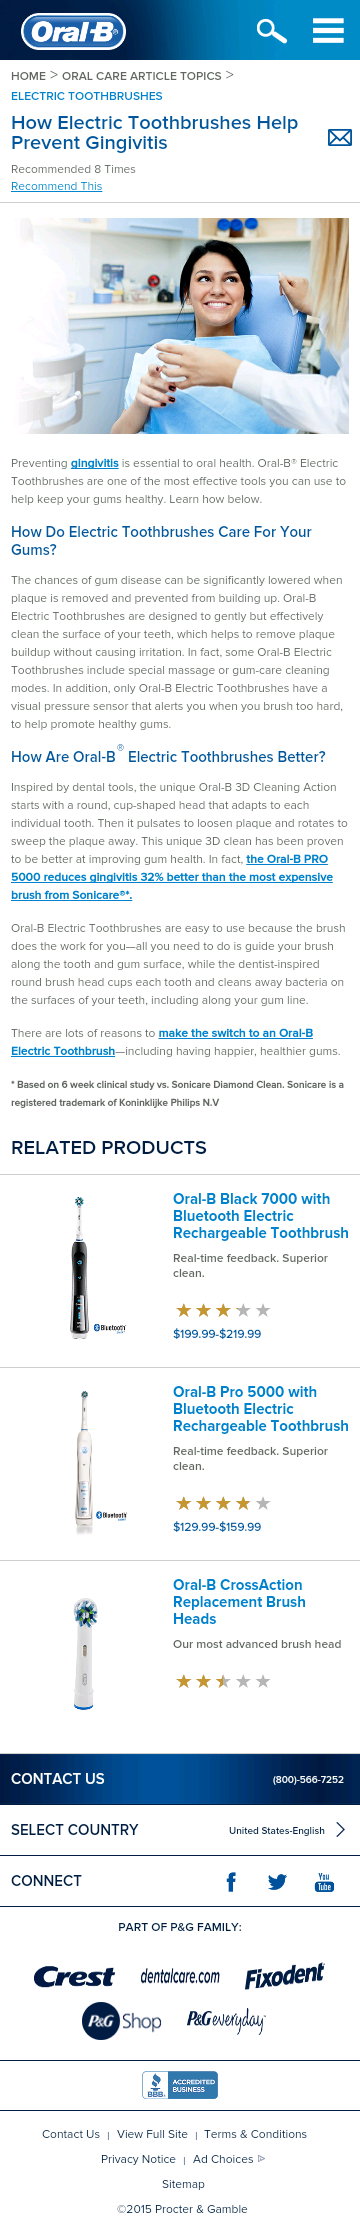 Oral-B®
HOME > ORAL CARE ARTICLE TOPICS >
ELECTRIC TOOTHBRUSHES
How Electric Toothbrushes Help
Prevent Gingivitis
Recommended 8 Times
Recommend This
Preventing gingivitis is essential to oral health. Oral-B® Electric
Toothbrushes are one of the most effective tools you can use to
help keep your gums healthy. Learn how below.
How Do Electric Toothbrushes Care For Your
Gums?
The chances of gum disease can be significantly lowered when
plaque is removed and prevented from building up. Oral-B
Electric Toothbrushes are designed to gently but effectively
clean the surface of your teeth, which helps to remove plaque
buildup without causing irritation. In fact, some Oral-B Electric
Toothbrushes include special massage or gum-care cleaning
modes. In addition, only Oral-B Electric Toothbrushes have a
visual pressure sensor that alerts you when you brush too hard,
to help promote healthy gums.
How Are Oral-B® Electric Toothbrushes Better?
Inspired by dental tools, the unique Oral-B 3D Cleaning Action
starts with a round, cup-shaped head that adapts to each
individual tooth. Then it pulsates to loosen plaque and rotates to
sweep the plaque away. This unique 3D clean has been proven
to be better at improving gum health. In fact, the Oral-B PRO
5000 reduces gingivitis 32% better than the most expensive
brush from Sonicare®*.
Oral-B Electric Toothbrushes are easy to use because the brush
does the work for you—all you need to do is guide your brush
along the tooth and gum surface, while the dentist-inspired
round brush head cups each tooth and cleans away bacteria on
the surfaces of your teeth, including along your gum line.
There are lots of reasons to make the switch to an Oral-B
Electric Toothbrush—including having happier, healthier gums.
* Based on 6 week clinical study vs. Sonicare Diamond Clean. Sonicare is a
registered trademark of Koninklijke Philips N.V
RELATED PRODUCTS
Oral-B Black 7000 with
Bluetooth Electric
Rechargeable Toothbrush
Real-time feedback. Superior
clean.
Bluetooth
$199.99-$219.99
Oral-B Pro 5000 with
Bluetooth Electric
Rechargeable Toothbrush
Real-time feedback. Superior
clean.
Bluetooth
$129.99-$159.99
Oral-B CrossAction
Replacement Brush
Heads
Our most advanced brush head
CONTACT US (800)-566-7252
SELECT COUNTRY United States-English
CONNECT You Tube
PART OF P&G FAMILY:
Crest dentalcare.com Fixodent
P&G Shop P&G everyday
BBB. ACCREDITED BUSINESS
Contact Us | View Full Site | Terms & Conditions
Privacy Notice | Ad Choices
Sitemap
©2015 Procter & Gamble